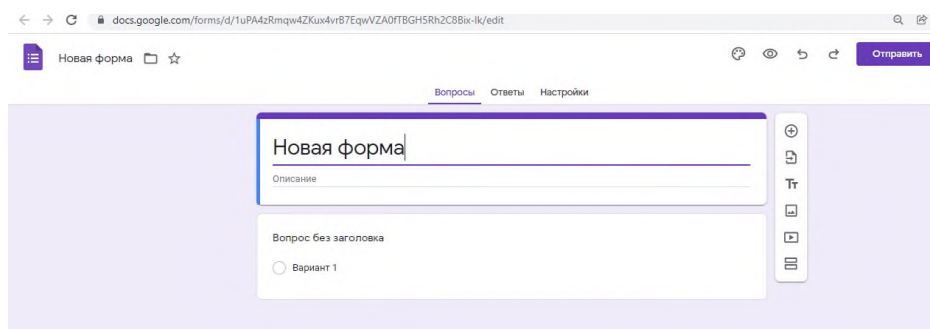 docs.google.com/forms/d/1uPA4zRmqw4ZKux4vrB7EqwVZA0fTBGH5Rh2C8Bix-lk/edit
Новая форма
Отправить
Вопросы Ответы Настройки
Новая форма
Описание
Тт
Вопрос без заголовка
Вариант 1